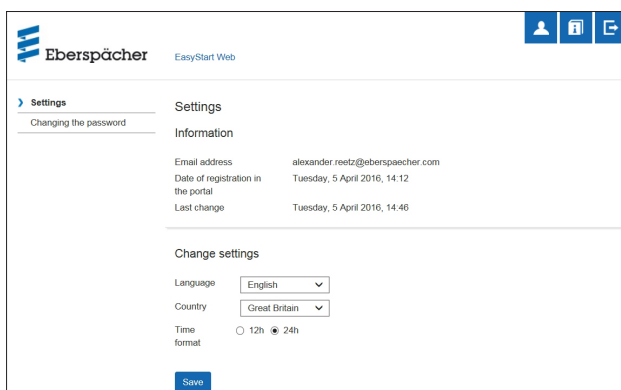 Eberspächer
EasyStart Web
Settings
Changing the password
Settings
Information
Email address alexander.reetz@eberspaecher.com
Date of registration in Tuesday, 5 April 2016, 14:12
the portal
Last change Tuesday, 5 April 2016, 14:46
Change settings
Language English
Country Great Britain
Time 12h 24h
format
Save